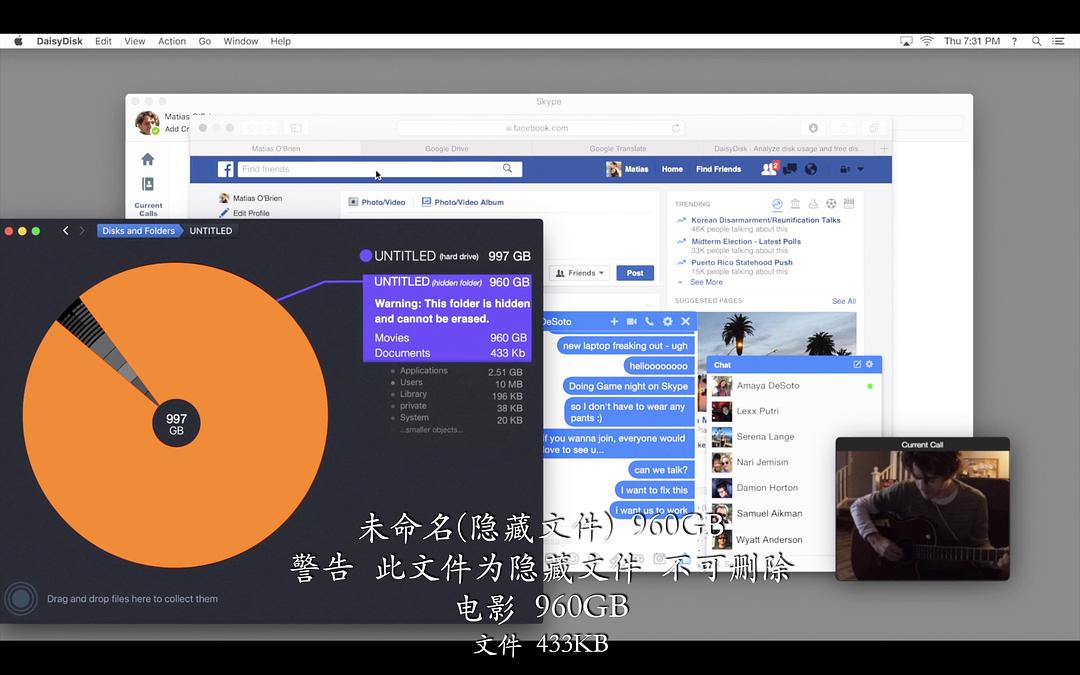 DaisyDisk Edit View Action Go Window Help
Thu 7:31 PM
Skype
Matias O'Bri
Add Cr
facebook.com
Matias O'Brien
Google Drive
Google Translate
DaisyDisk - Analyze disk usage and free dis...
Find friends
Matias
Home
Find Friends
2
Current
Calls
Matias O'Brien
Edit Profile
Photo/Video
Photo/Video Album
Friends
Post
TRENDING
Korean Disarmament/Reunification Talks
46K people talking about this
Midterm Election - Latest Polls
33K people talking about this
Puerto Rico Statehood Push
15K people talking about this
See More
SUGGESTED PAGES
See All
Disks and Folders
UNTITLED
UNTITLED (hard drive) 997 GB
UNTITLED (hidden folder) 960 GB
Warning: This folder is hidden
and cannot be erased.
Movies 960 GB
Documents 433 Kb
Applications 2.51 GB
Users 10 MB
Library 196 KB
private 38 KB
System 20 KB
...smaller objects...
997
GB
Drag and drop files here to collect them
DeSoto
new laptop freaking out - ugh
helloooooooo
Doing Game night on Skype
so I don't have to wear any
pants :)
if you wanna join, everyone would
love to see u...
can we talk?
I want to fix this
i want us to work
Chat
Amaya DeSoto
Lexx Putri
Serena Lange
Nari Jemisin
Damon Horton
Samuel Aikman
Wyatt Anderson
Current Call
未命名(隐藏文件) 960GB
警告 此文件为隐藏文件 不可删除
电影 960GB
文件 433KB